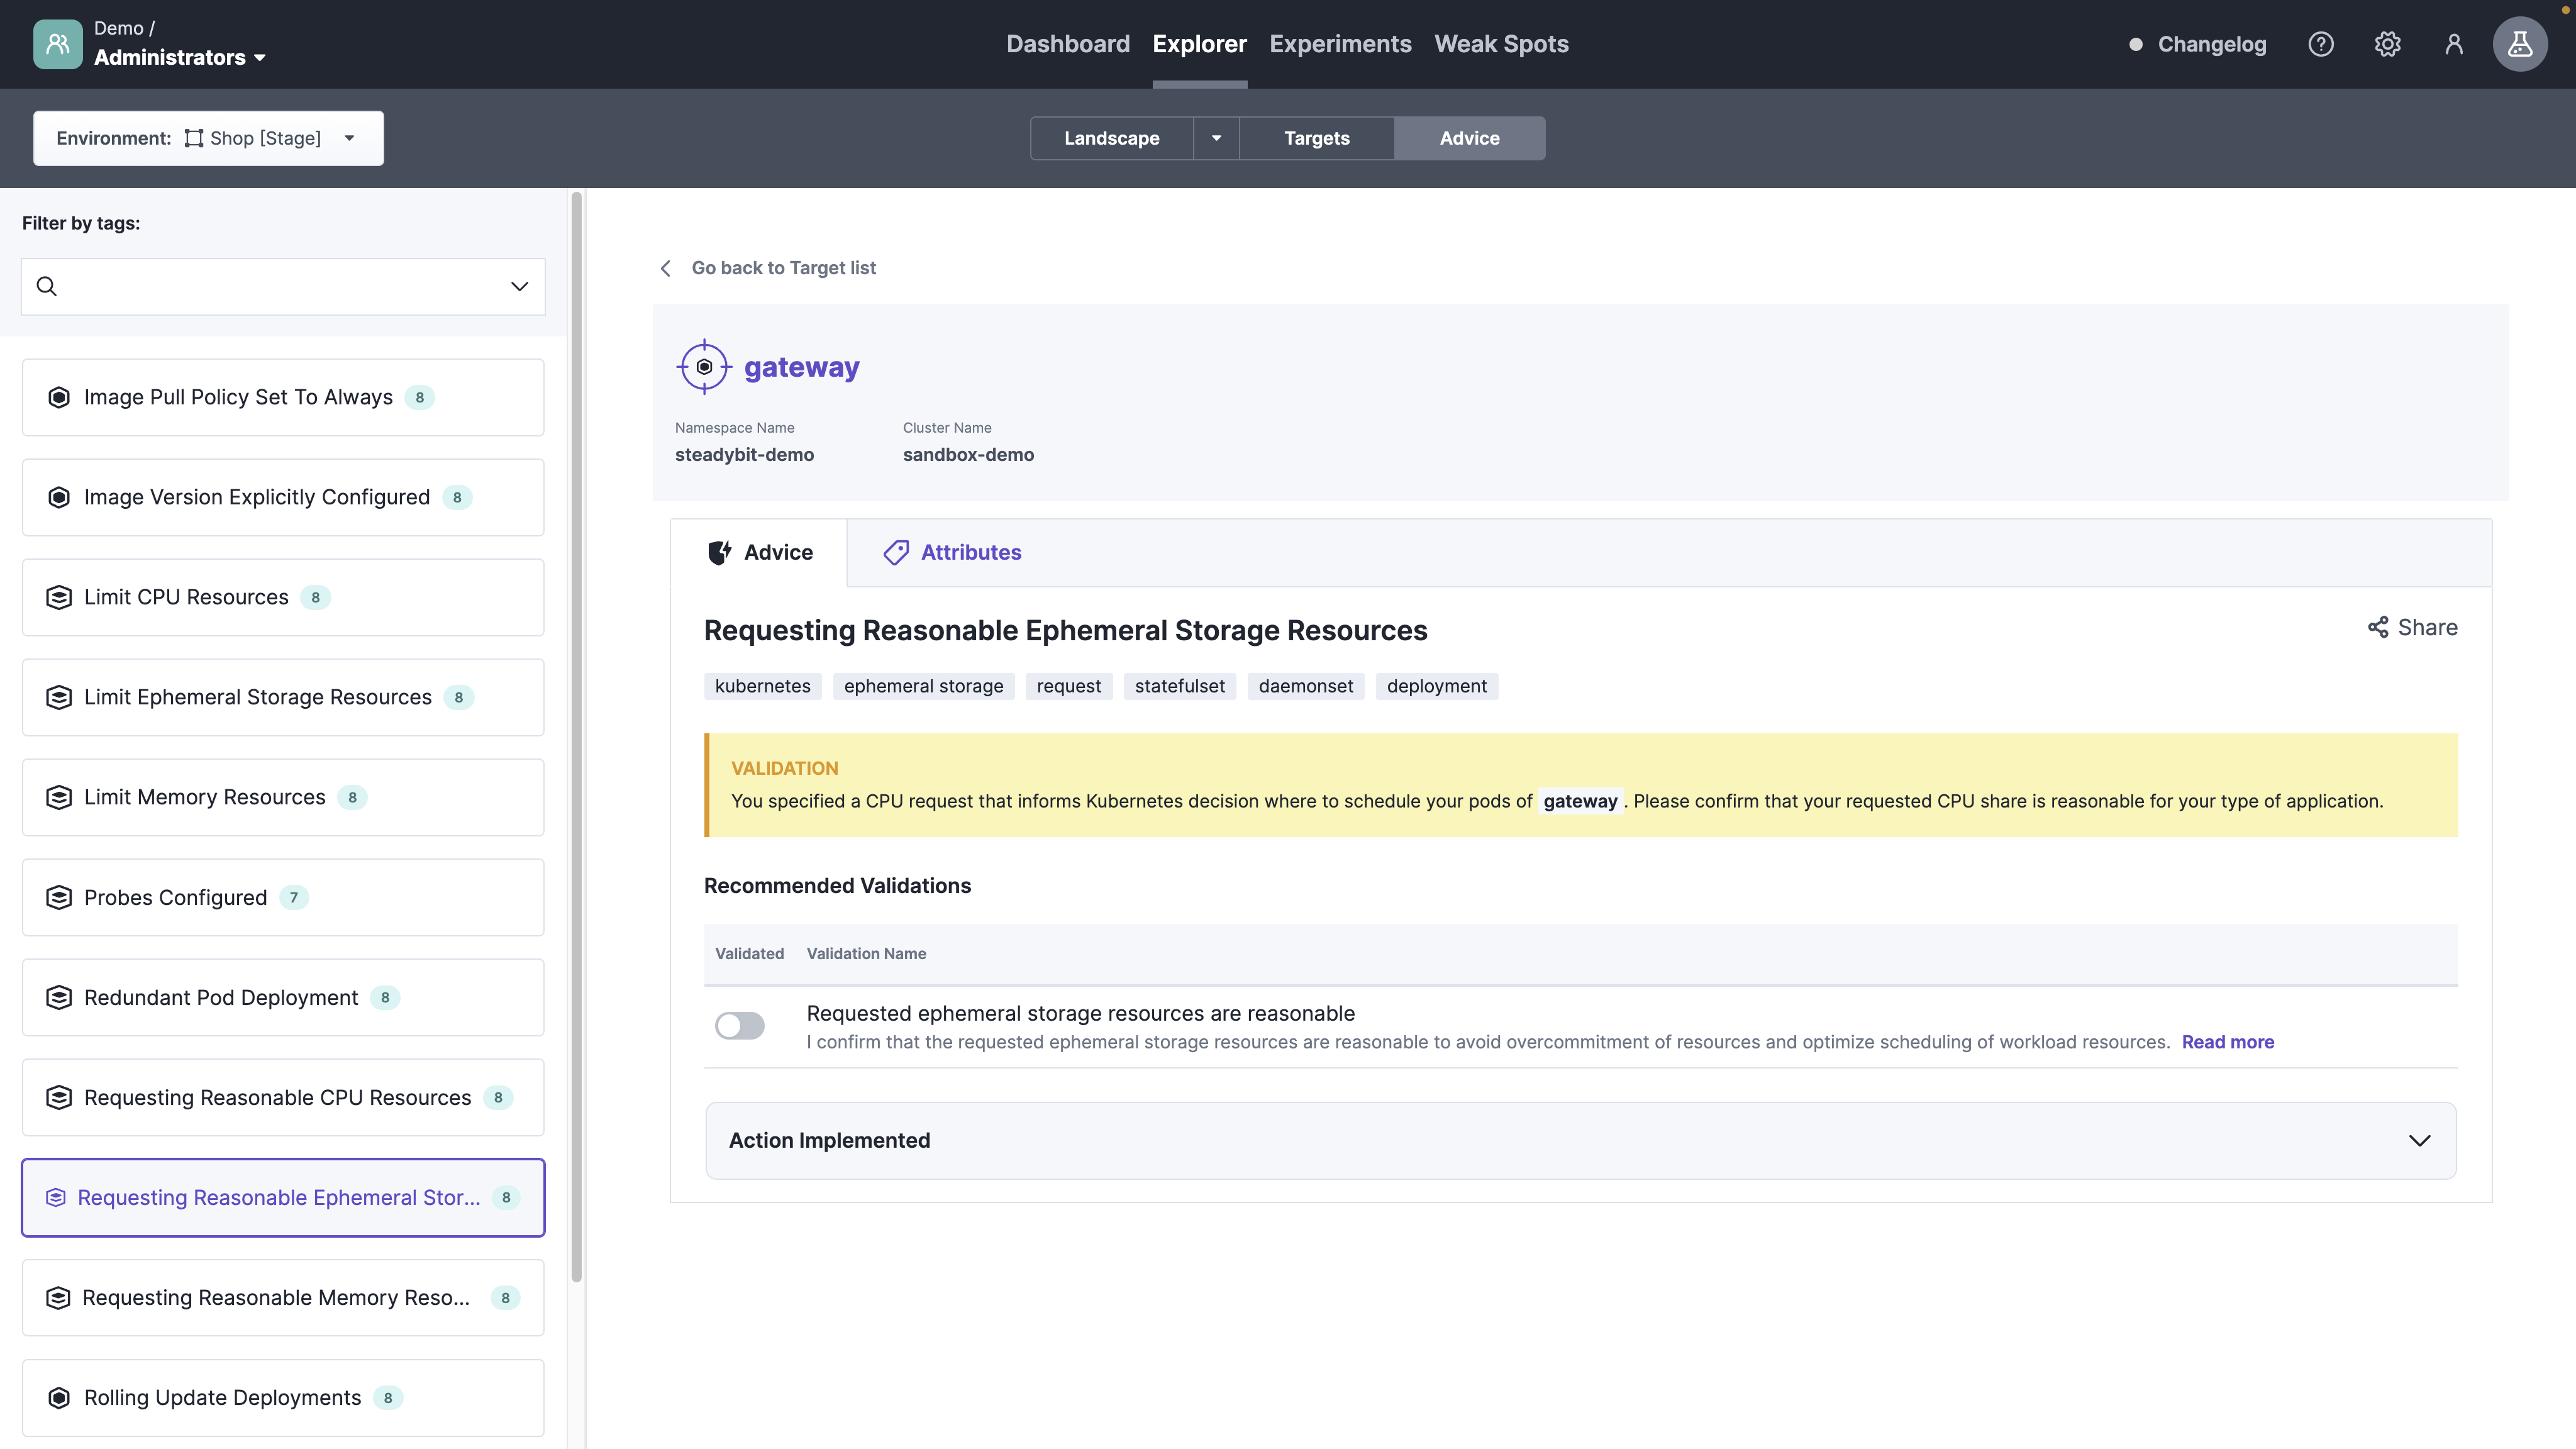 Demo /
Administrators
Dashboard Explorer Experiments Weak Spots
Changelog
Environment: Shop [Stage]
Landscape Targets Advice
Filter by tags:
Image Pull Policy Set To Always 8
Image Version Explicitly Configured 8
Limit CPU Resources 8
Limit Ephemeral Storage Resources 8
Limit Memory Resources 8
Probes Configured 7
Redundant Pod Deployment 8
Requesting Reasonable CPU Resources 8
Requesting Reasonable Ephemeral Stor... 8
Requesting Reasonable Memory Reso... 8
Rolling Update Deployments 8
Go back to Target list
gateway
Namespace Name Cluster Name
steadybit-demo sandbox-demo
Advice Attributes
Requesting Reasonable Ephemeral Storage Resources
Share
kubernetes ephemeral storage request statefulset daemonset deployment
VALIDATION
You specified a CPU request that informs Kubernetes decision where to schedule your pods of gateway . Please confirm that your requested CPU share is reasonable for your type of application.
Recommended Validations
Validated Validation Name
Requested ephemeral storage resources are reasonable
I confirm that the requested ephemeral storage resources are reasonable to avoid overcommitment of resources and optimize scheduling of workload resources. Read more
Action Implemented